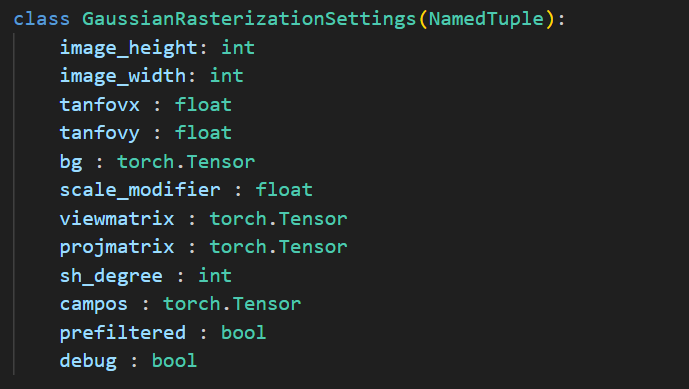 class GaussianRasterizationSettings(NamedTuple):
    image_height: int
    image_width: int
    tanfovx : float
    tanfovy : float
    bg : torch.Tensor
    scale_modifier : float
    viewmatrix : torch.Tensor
    projmatrix : torch.Tensor
    sh_degree : int
    campos : torch.Tensor
    prefiltered : bool
    debug : bool